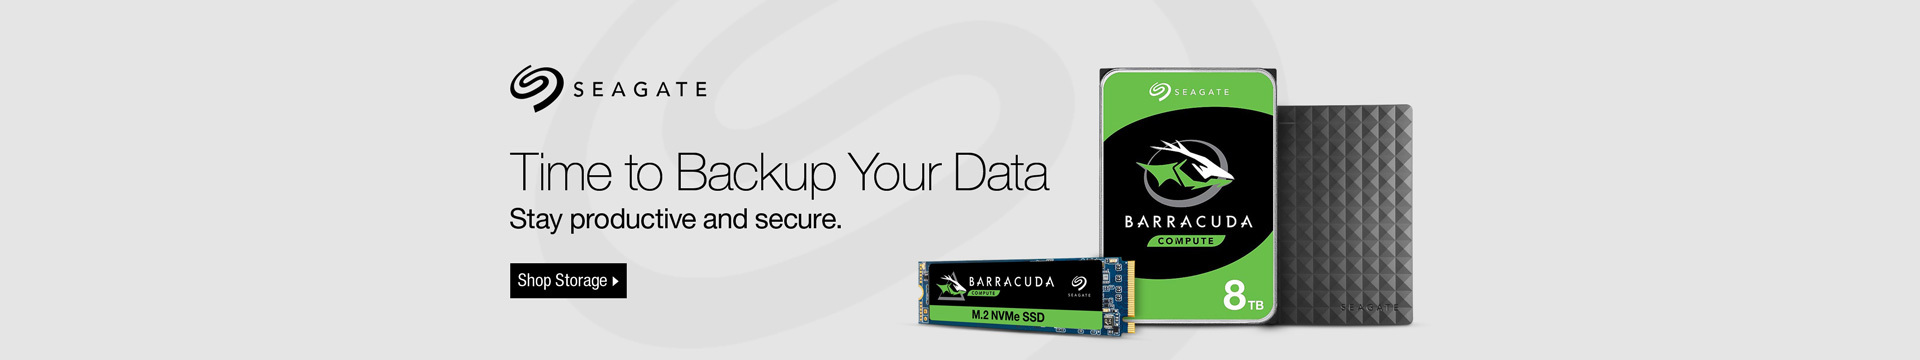 SEAGATE
Time to Backup Your Data
Stay productive and secure.
Shop Storage
SEAGATE
BARRACUDA
COMPUTE
8TB
SEAGATE
BARRACUDA
COMPUTE
SEAGATE
M.2 NVMe SSD